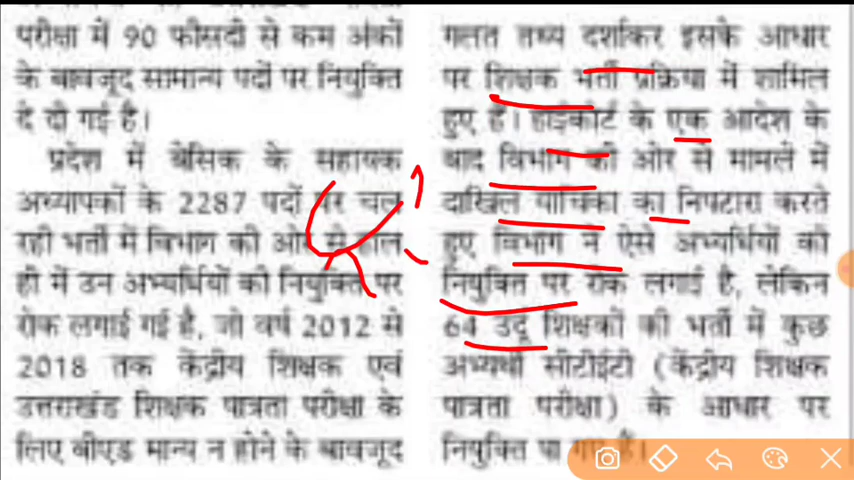 परीक्षा में 90 फीसदी से कम अंकों
के बावजूद सामान्य पदों पर नियुक्ति
दे दी गई है।
प्रदेश में बेसिक के सहायक
अध्यापकों के 2287 पदों पर चल
रही भर्ती में विभाग की ओर से हाल
ही में उन अभ्यर्थियों की नियुक्ति पर
रोक लगाई गई है, जो वर्ष 2012 से
2018 तक केंद्रीय शिक्षक एवं
उत्तराखंड शिक्षक पात्रता परीक्षा के
लिए बीएड मान्य न होने के बावजूद
गलत तथ्य दर्शाकर इसके आधार
पर शिक्षक भर्ती प्रक्रिया में शामिल
हुए हैं। हाईकोर्ट के एक आदेश के
बाद विभाग की ओर से मामले में
दाखिल याचिका का निपटारा करते
हुए विभाग ने ऐसे अभ्यर्थियों की
नियुक्ति पर रोक लगाई है, लेकिन
64 उर्दू शिक्षकों की भर्ती में कुछ
अभ्यर्थी सीटीईटी (केंद्रीय शिक्षक
पात्रता परीक्षा) के आधार पर
नियुक्ति पा गए हैं।